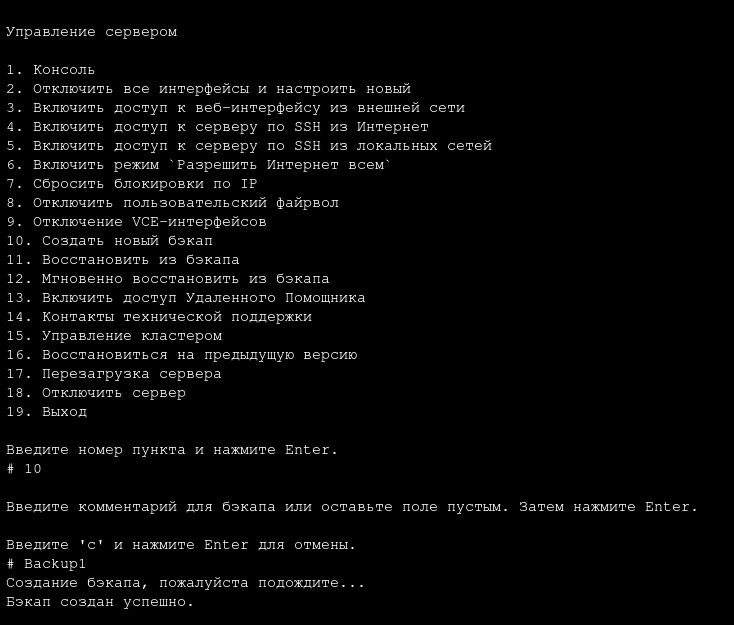 Управление сервером
1. Консоль
2. Отключить все интерфейсы и настроить новый
3. Включить доступ к веб-интерфейсу из внешней сети
4. Включить доступ к серверу по SSH из Интернет
5. Включить доступ к серверу по SSH из локальных сетей
6. Включить режим `Разрешить Интернет всем`
7. Сбросить блокировки по IP
8. Отключить пользовательский файрвол
9. Отключение VCE-интерфейсов
10. Создать новый бэкап
11. Восстановить из бэкапа
12. Мгновенно восстановить из бэкапа
13. Включить доступ Удаленного Помощника
14. Контакты технической поддержки
15. Управление кластером
16. Восстановиться на предыдущую версию
17. Перезагрузка сервера
18. Отключить сервер
19. Выход
Введите номер пункта и нажмите Enter.
# 10
Введите комментарий для бэкапа или оставьте поле пустым. Затем нажмите Enter.
Введите 'c' и нажмите Enter для отмены.
# Backup1
Создание бэкапа, пожалуйста подождите...
Бэкап создан успешно.